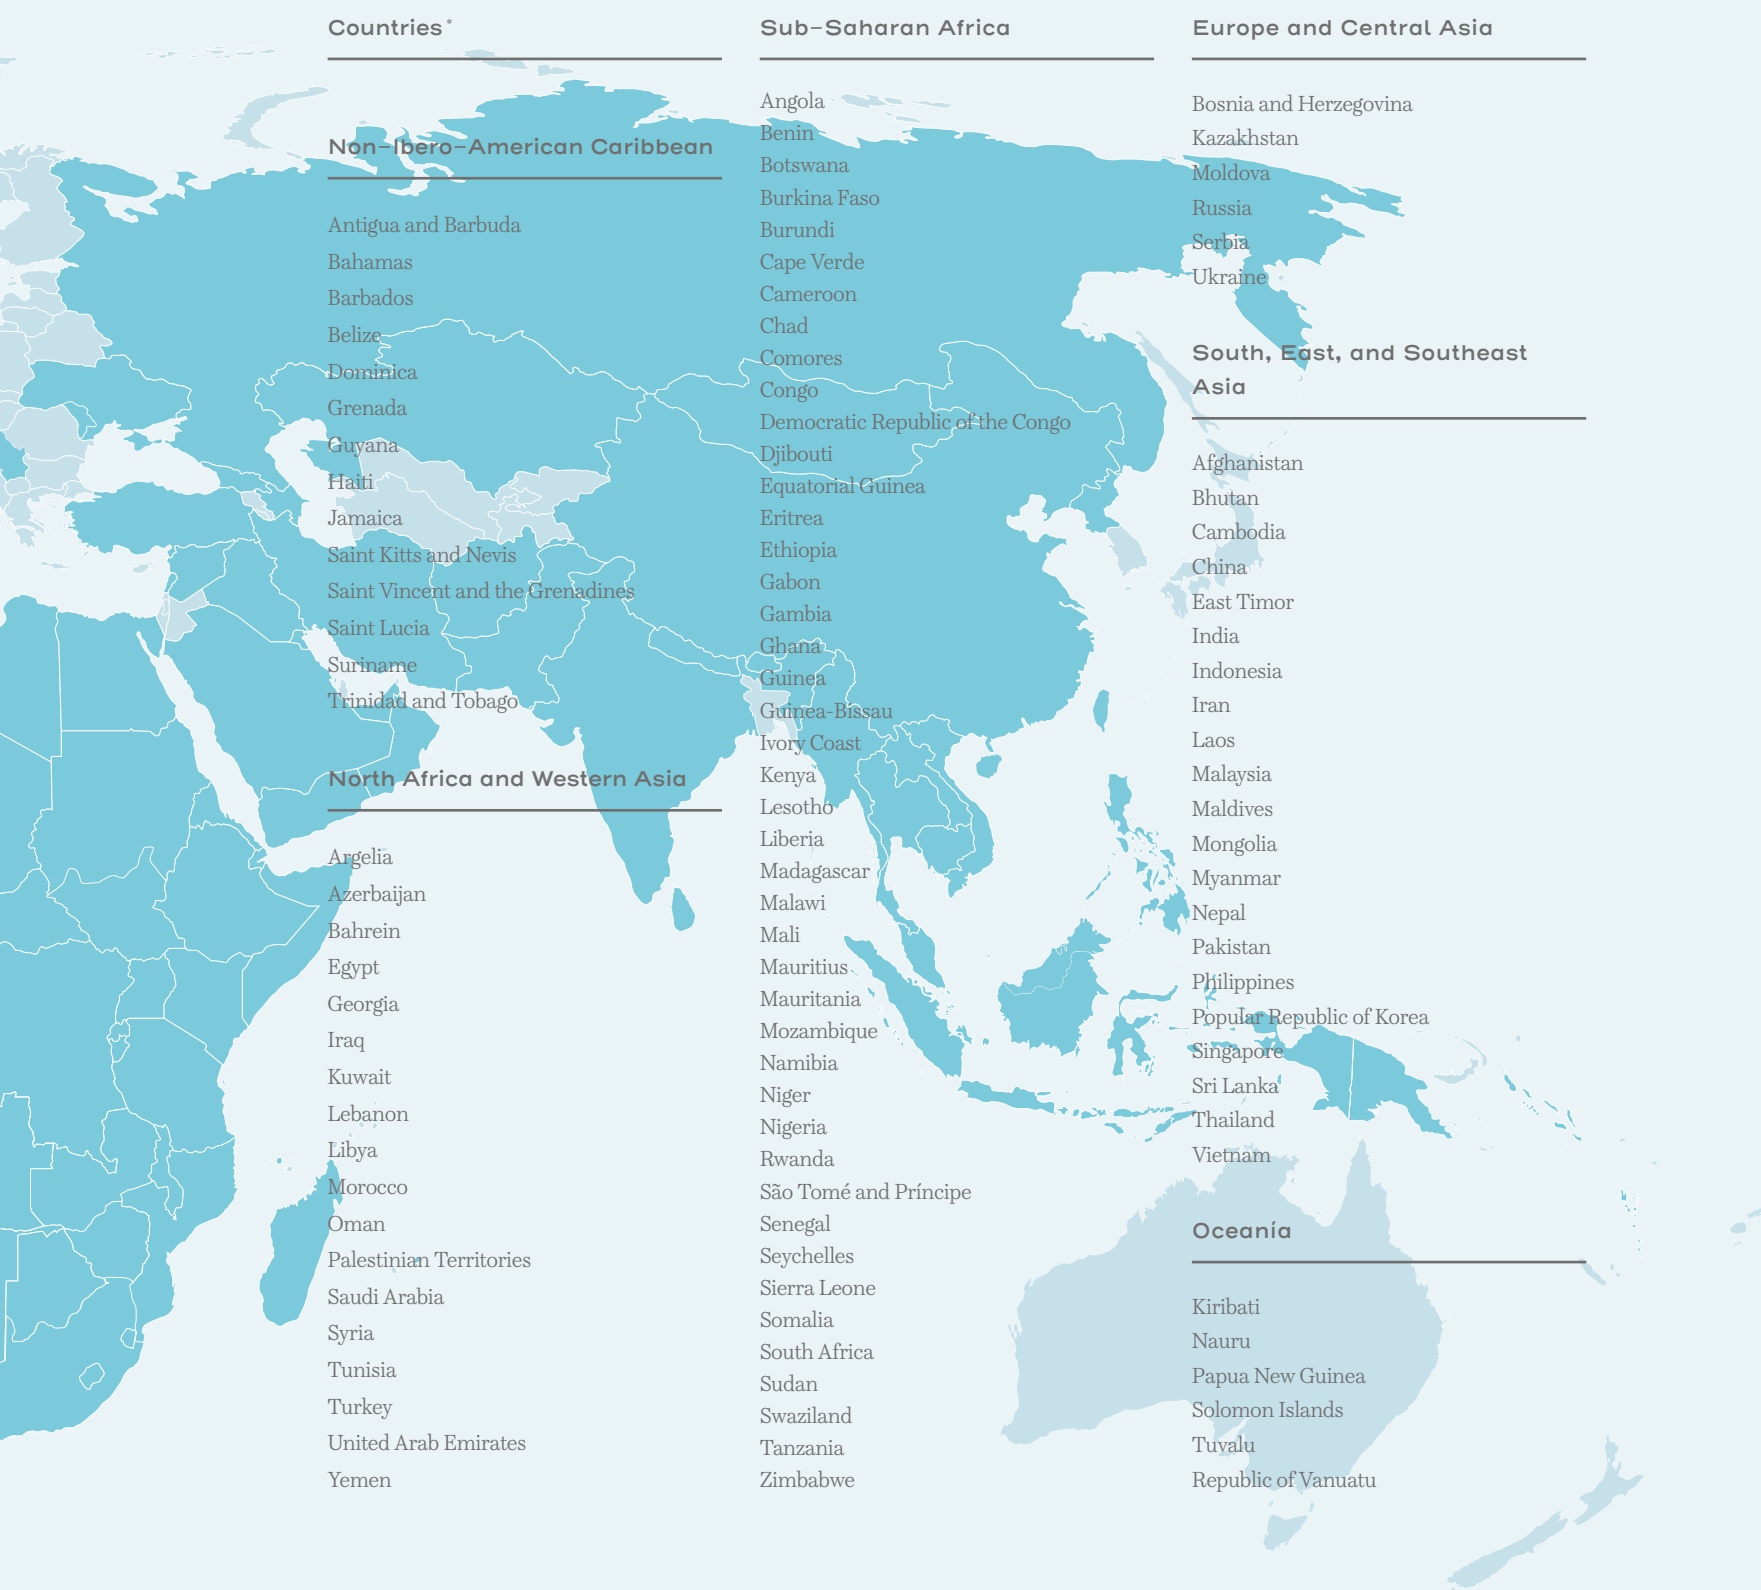 Countries*
Non-Ibero-American Caribbean
Antigua and Barbuda
Bahamas
Barbados
Belize
Dominica
Grenada
Guyana
Haiti
Jamaica
Saint Kitts and Nevis
Saint Vincent and the Grenadines
Saint Lucia
Suriname
Trinidad and Tobago
North Africa and Western Asia
Argelia
Azerbaijan
Bahrein
Egypt
Georgia
Iraq
Kuwait
Lebanon
Libya
Morocco
Oman
Palestinian Territories
Saudi Arabia
Syria
Tunisia
Turkey
United Arab Emirates
Yemen
Sub-Saharan Africa
Angola
Benin
Botswana
Burkina Faso
Burundi
Cape Verde
Cameroon
Chad
Comores
Congo
Democratic Republic of the Congo
Djibouti
Equatorial Guinea
Eritrea
Ethiopia
Gabon
Gambia
Ghana
Guinea
Guinea-Bissau
Ivory Coast
Kenya
Lesotho
Liberia
Madagascar
Malawi
Mali
Mauritius
Mauritania
Mozambique
Namibia
Niger
Nigeria
Rwanda
São Tomé and Príncipe
Senegal
Seychelles
Sierra Leone
Somalia
South Africa
Sudan
Swaziland
Tanzania
Zimbabwe
Europe and Central Asia
Bosnia and Herzegovina
Kazakhstan
Moldova
Russia
Serbia
Ukraine
South, East, and Southeast
Asia
Afghanistan
Bhutan
Cambodia
China
East Timor
India
Indonesia
Iran
Laos
Malaysia
Maldives
Mongolia
Myanmar
Nepal
Pakistan
Philippines
Popular Republic of Korea
Singapore
Sri Lanka
Thailand
Vietnam
Oceanía
Kiribati
Nauru
Papua New Guinea
Solomon Islands
Tuvalu
Republic of Vanuatu